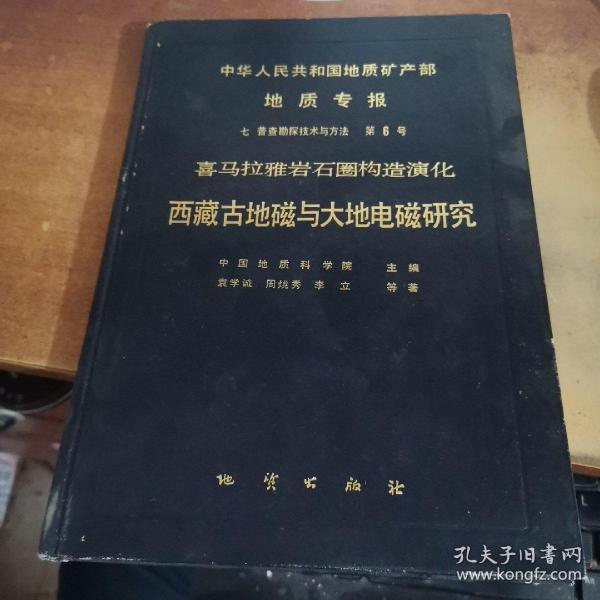 中华人民共和国地质矿产部
地质专报
七 普查勘探技术与方法 第6号
喜马拉雅岩石圈构造演化
西藏古地磁与大地电磁研究
中国地质科学院 主编
袁学诚 周姚秀 李立 等著
地质出版社
孔夫子旧书网
www.kongfz.com